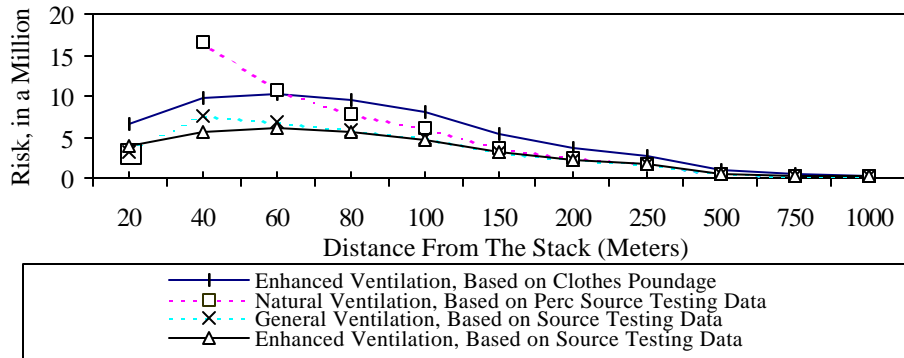 Risk, in a Million
20
15
10
5
0
20 40 60 80 100 150 200 250 500 750 1000
Distance From The Stack (Meters)
Enhanced Ventilation, Based on Clothes Poundage
Natural Ventilation, Based on Perc Source Testing Data
General Ventilation, Based on Source Testing Data
Enhanced Ventilation, Based on Source Testing Data